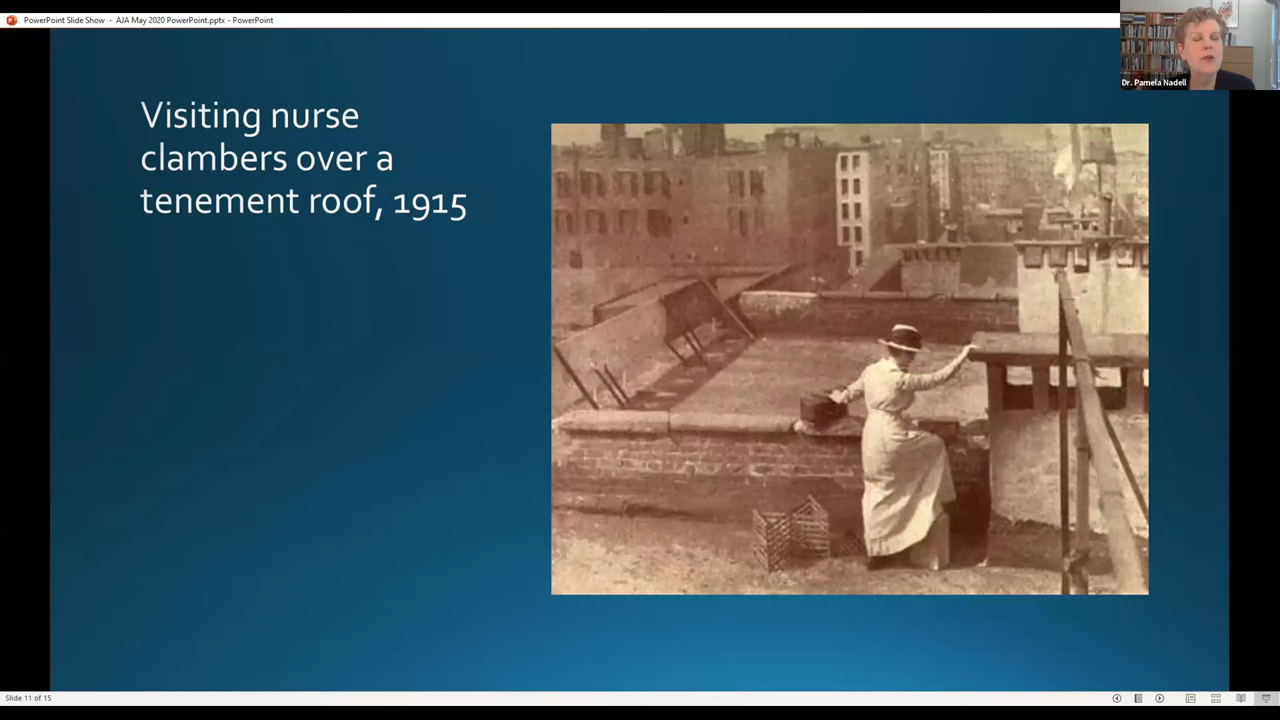 PowerPoint Slide Show - AJA May 2020 PowerPoint.pptx - PowerPoint
Dr. Pamela Nadell
Visiting nurse
clambers over a
tenement roof, 1915
Slide 11 of 15